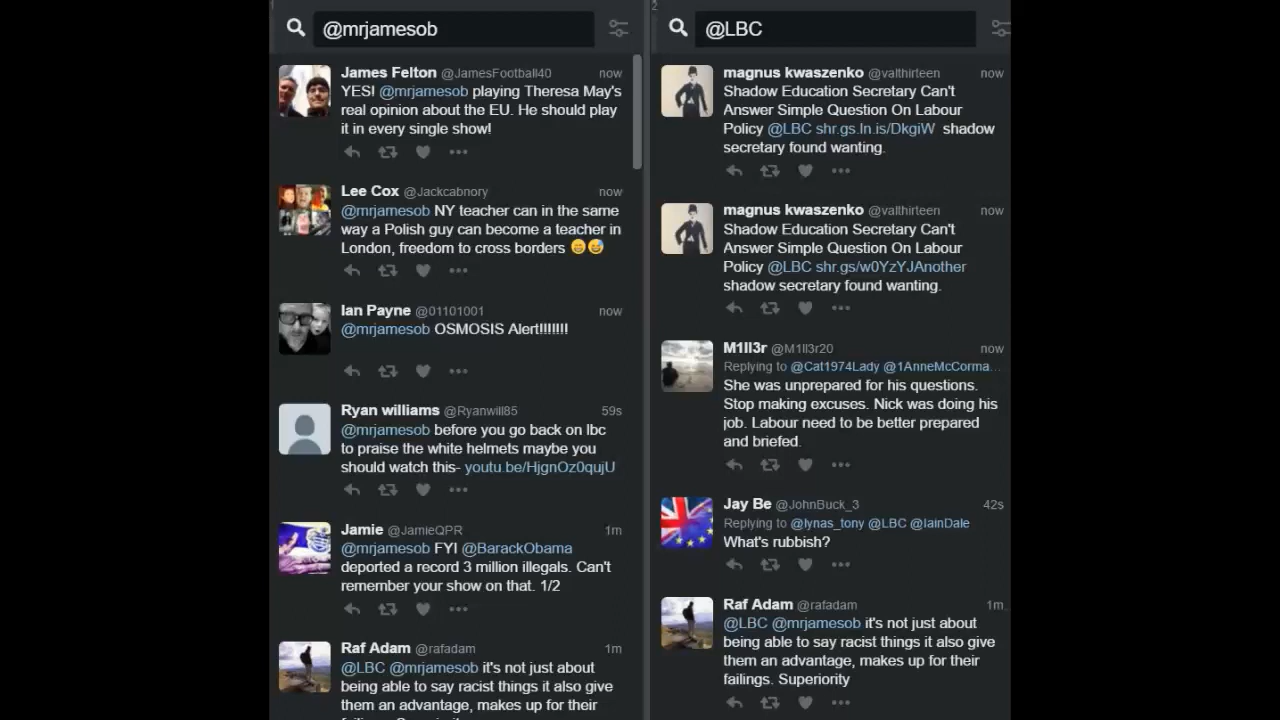 1
@mrjamesob
James Felton @JamesFootball40 now
YES! @mrjamesob playing Theresa May's
real opinion about the EU. He should play
it in every single show!
Lee Cox @Jackcabnory now
@mrjamesob NY teacher can in the same
way a Polish guy can become a teacher in
London, freedom to cross borders 😁😅
Ian Payne @01101001 now
@mrjamesob OSMOSIS Alert!!!!!!!
Ryan williams @Ryanwill85 59s
@mrjamesob before you go back on lbc
to praise the white helmets maybe you
should watch this- youtu.be/HjgnOz0qujU
Jamie @JamieQPR 1m
@mrjamesob FYI @BarackObama
deported a record 3 million illegals. Can't
remember your show on that. 1/2
Raf Adam @rafadam 1m
@LBC @mrjamesob it's not just about
being able to say racist things it also give
them an advantage, makes up for their
failings. Superiority
2
@LBC
magnus kwaszenko @valthirteen now
Shadow Education Secretary Can't
Answer Simple Question On Labour
Policy @LBC shr.gs.ln.is/DkgiW shadow
secretary found wanting.
magnus kwaszenko @valthirteen now
Shadow Education Secretary Can't
Answer Simple Question On Labour
Policy @LBC shr.gs/w0YzYJAnother
shadow secretary found wanting.
M1ll3r @M1ll3r20 now
Replying to @Cat1974Lady @1AnneMcCorma...
She was unprepared for his questions.
Stop making excuses. Nick was doing his
job. Labour need to be better prepared
and briefed.
Jay Be @JohnBuck_3 42s
Replying to @lynas_tony @LBC @IainDale
What's rubbish?
Raf Adam @rafadam 1m
@LBC @mrjamesob it's not just about
being able to say racist things it also give
them an advantage, makes up for their
failings. Superiority